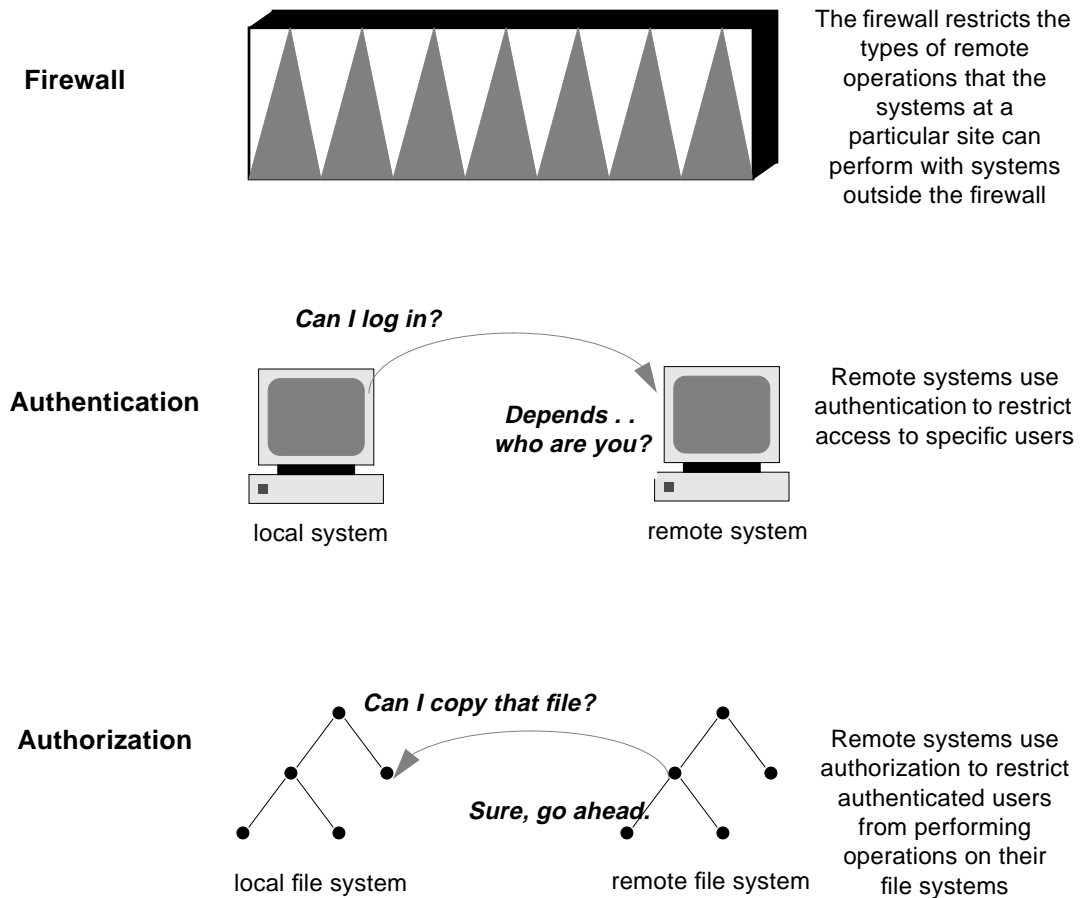 Firewall
The firewall restricts the
types of remote
operations that the
systems at a
particular site can
perform with systems
outside the firewall
Authentication
Can I log in?
Depends . .
who are you?
local system
remote system
Remote systems use
authentication to restrict
access to specific users
Authorization
Can I copy that file?
Sure, go ahead.
local file system
remote file system
Remote systems use
authorization to restrict
authenticated users
from performing
operations on their
file systems